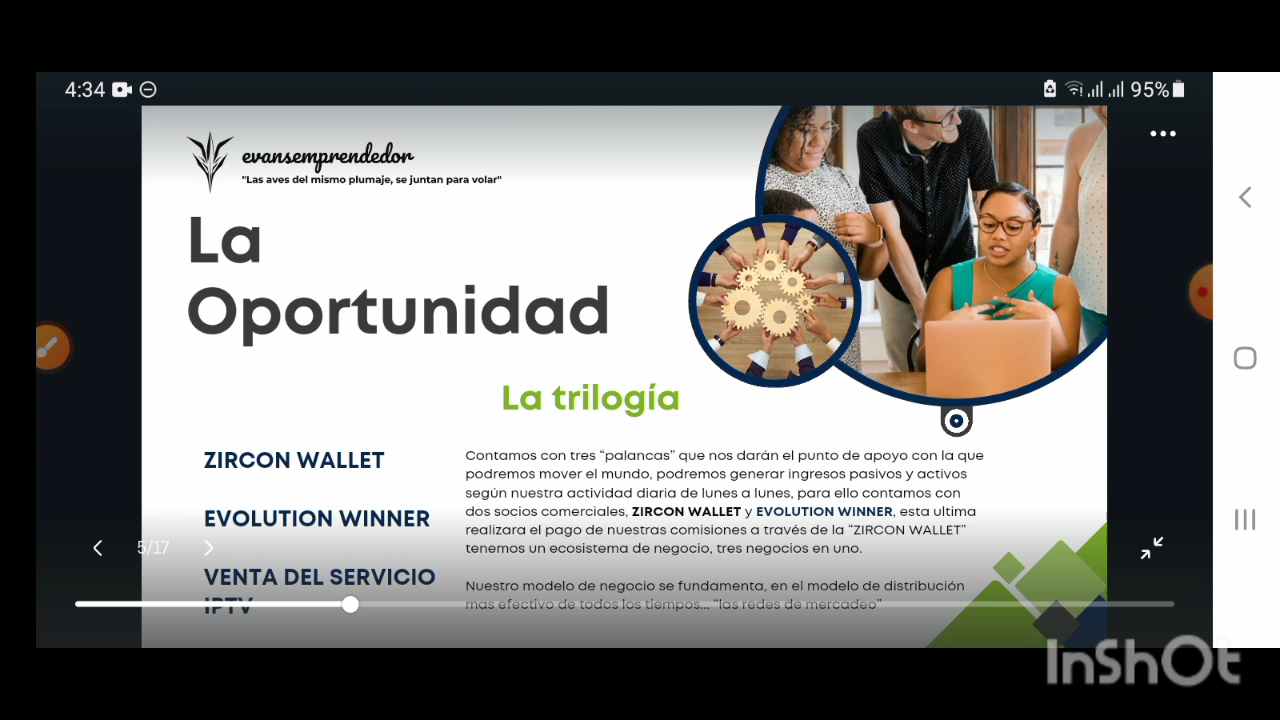 4:34
95%
evansemprendedor
"Las aves del mismo plumaje, se juntan para volar"
La
Oportunidad
La trilogía
ZIRCON WALLET
EVOLUTION WINNER
VENTA DEL SERVICIO
IPTV
Contamos con tres “palancas” que nos darán el punto de apoyo con la que
podremos mover el mundo, podremos generar ingresos pasivos y activos
según nuestra actividad diaria de lunes a lunes, para ello contamos con
dos socios comerciales, ZIRCON WALLET y EVOLUTION WINNER, esta ultima
realizara el pago de nuestras comisiones a través de la “ZIRCON WALLET”
tenemos un ecosistema de negocio, tres negocios en uno.
Nuestro modelo de negocio se fundamenta, en el modelo de distribución
mas efectivo de todos los tiempos... “las redes de mercadeo”
5/17
InShOt